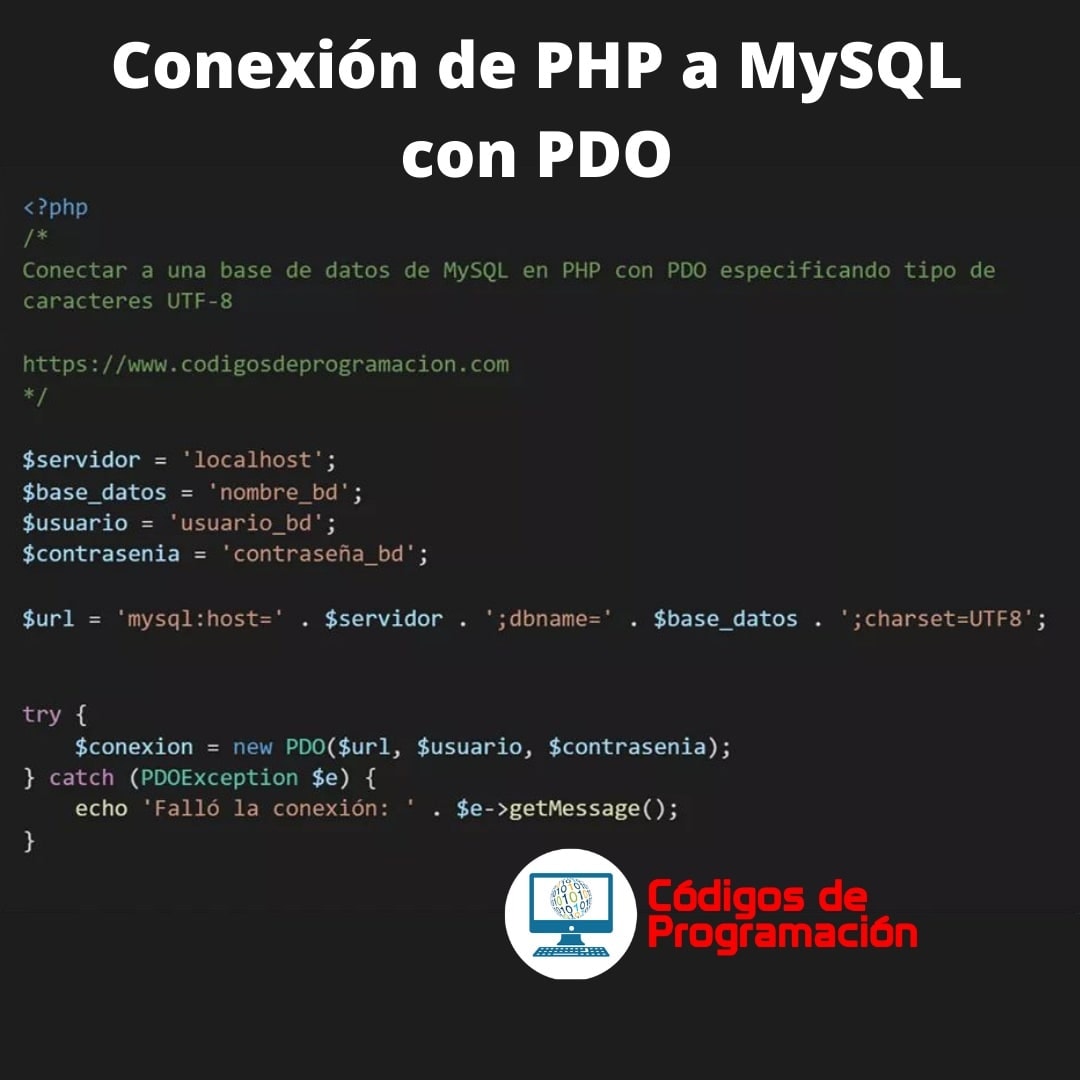 Conexión de PHP a MySQL
con PDO
<?php
/*
Conectar a una base de datos de MySQL en PHP con PDO especificando tipo de
caracteres UTF-8
https://www.codigosdeprogramacion.com
*/
$servidor = 'localhost';
$base_datos = 'nombre_bd';
$usuario = 'usuario_bd';
$contrasenia = 'contraseña_bd';
$url = 'mysql:host=' . $servidor . ';dbname=' . $base_datos . ';charset=UTF8';
try {
    $conexion = new PDO($url, $usuario, $contrasenia);
} catch (PDOException $e) {
    echo 'Falló la conexión: ' . $e->getMessage();
}
Códigos de
Programación